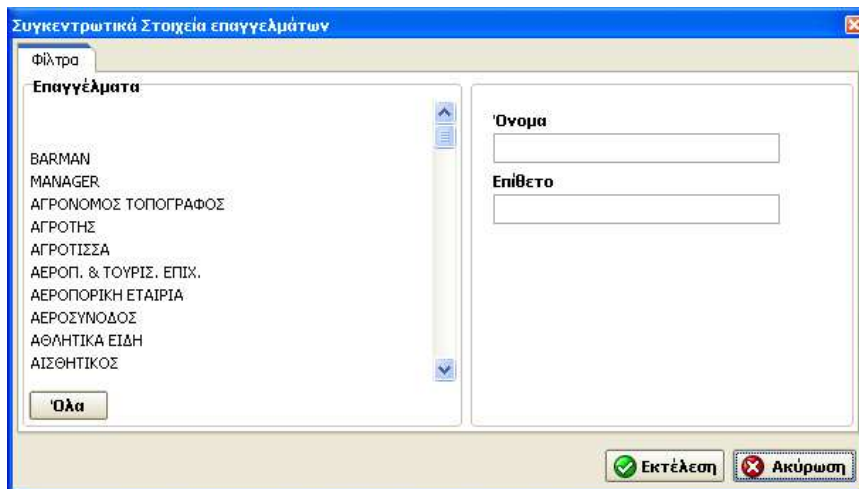 Συγκεντρωτικά Στοιχεία επαγγελμάτων
Φίλτρα
Επαγγέλματα
BARMAN
MANAGER
ΑΓΡΟΝΟΜΟΣ ΤΟΠΟΓΡΑΦΟΣ
ΑΓΡΟΤΗΣ
ΑΓΡΟΤΙΣΣΑ
ΑΕΡΟΠ. & ΤΟΥΡΙΣ. ΕΠΙΧ.
ΑΕΡΟΠΟΡΙΚΗ ΕΤΑΙΡΙΑ
ΑΕΡΟΣΥΝΟΔΟΣ
ΑΘΛΗΤΙΚΑ ΕΙΔΗ
ΑΙΣΘΗΤΙΚΟΣ
Όλα
Όνομα
Επίθετο
Εκτέλεση
Ακύρωση